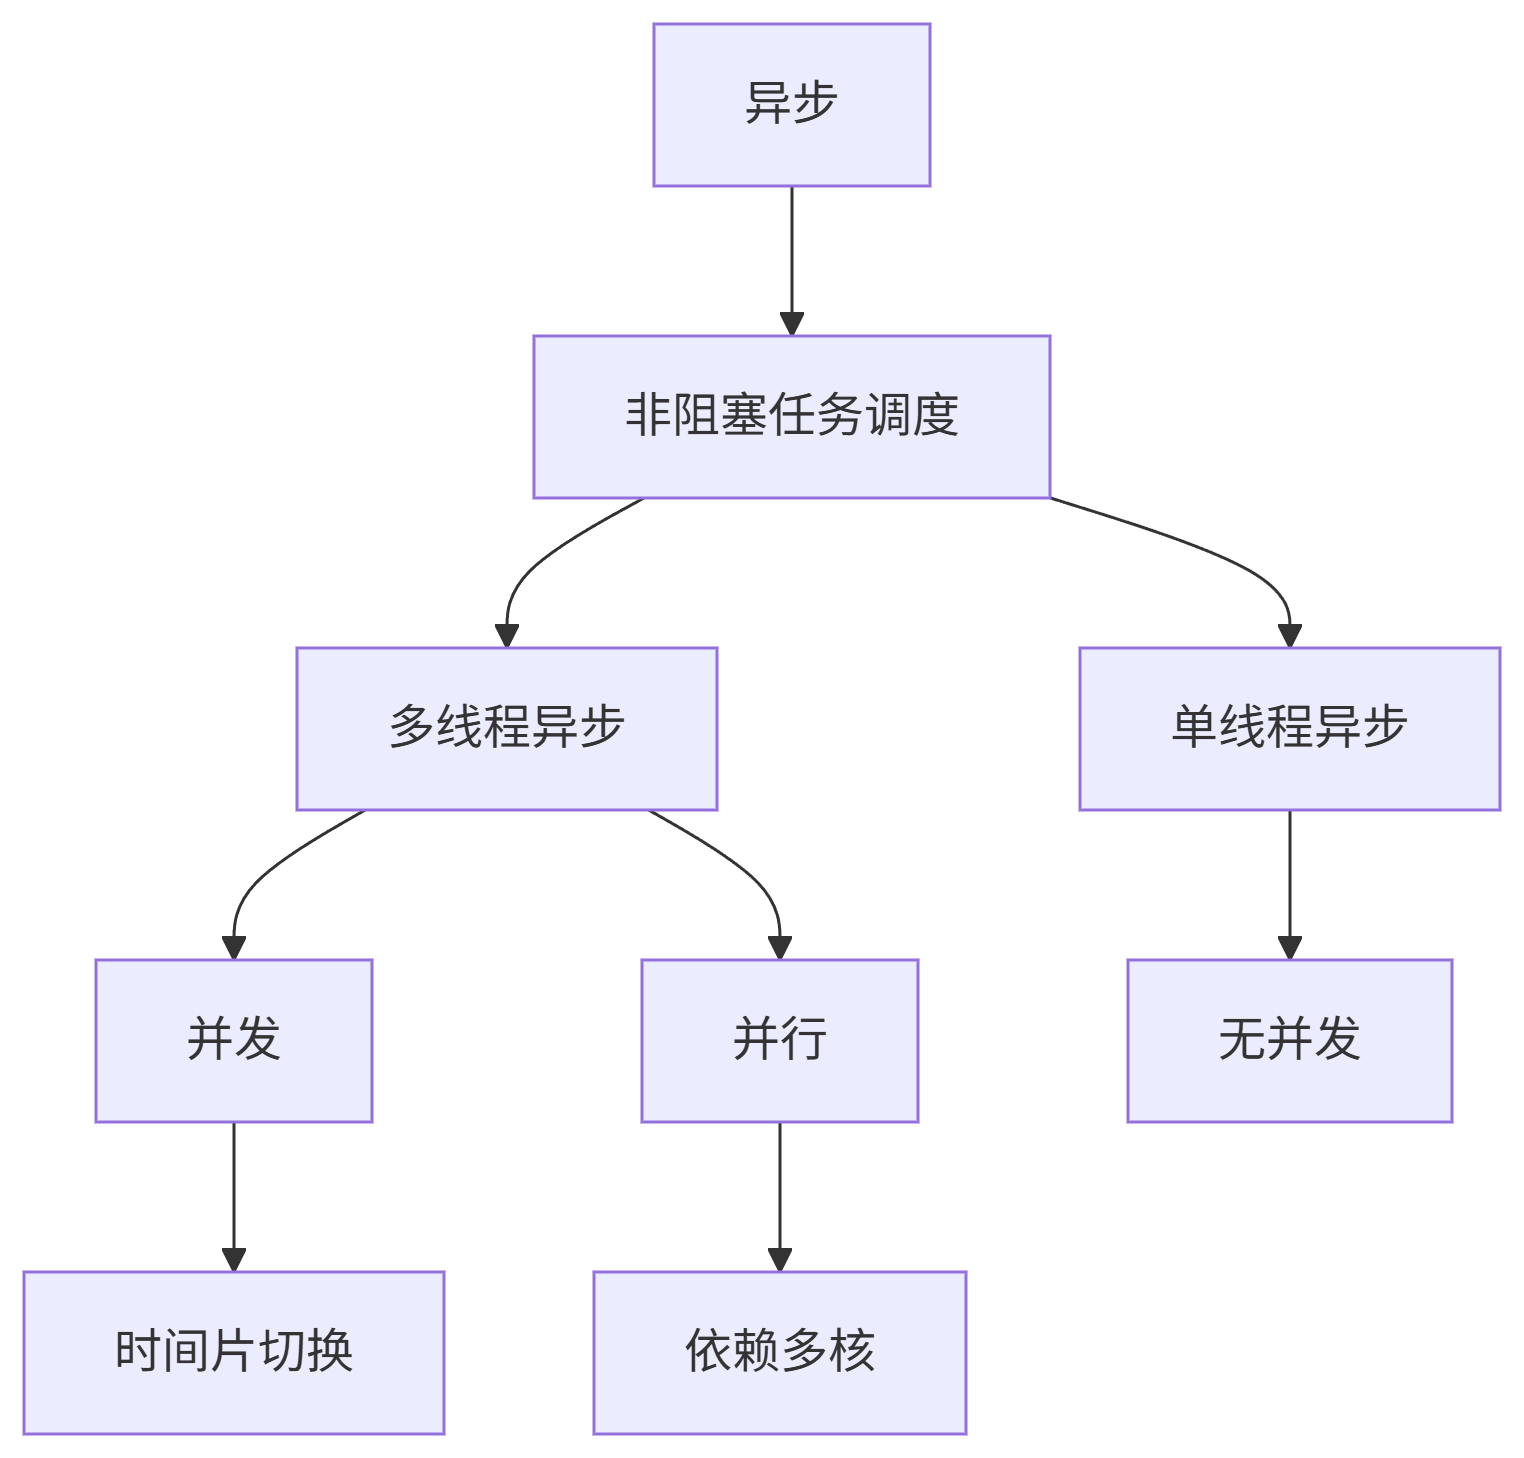 异步
非阻塞任务调度
多线程异步
单线程异步
并发
并行
无并发
时间片切换
依赖多核